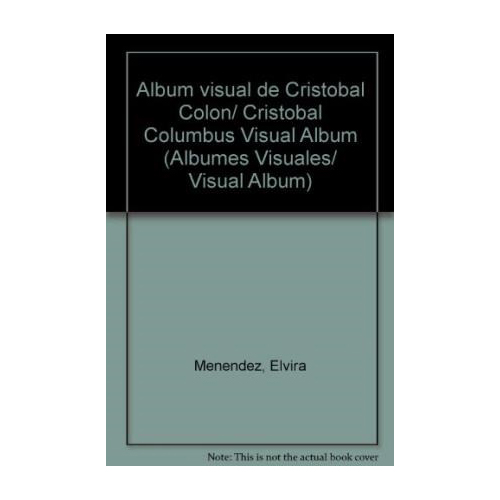 Album visual de Cristobal
Colon/ Cristobal
Columbus Visual Album
(Albumes Visuales/
Visual Album)
Menendez, Elvira
Note: This is not the actual book cover